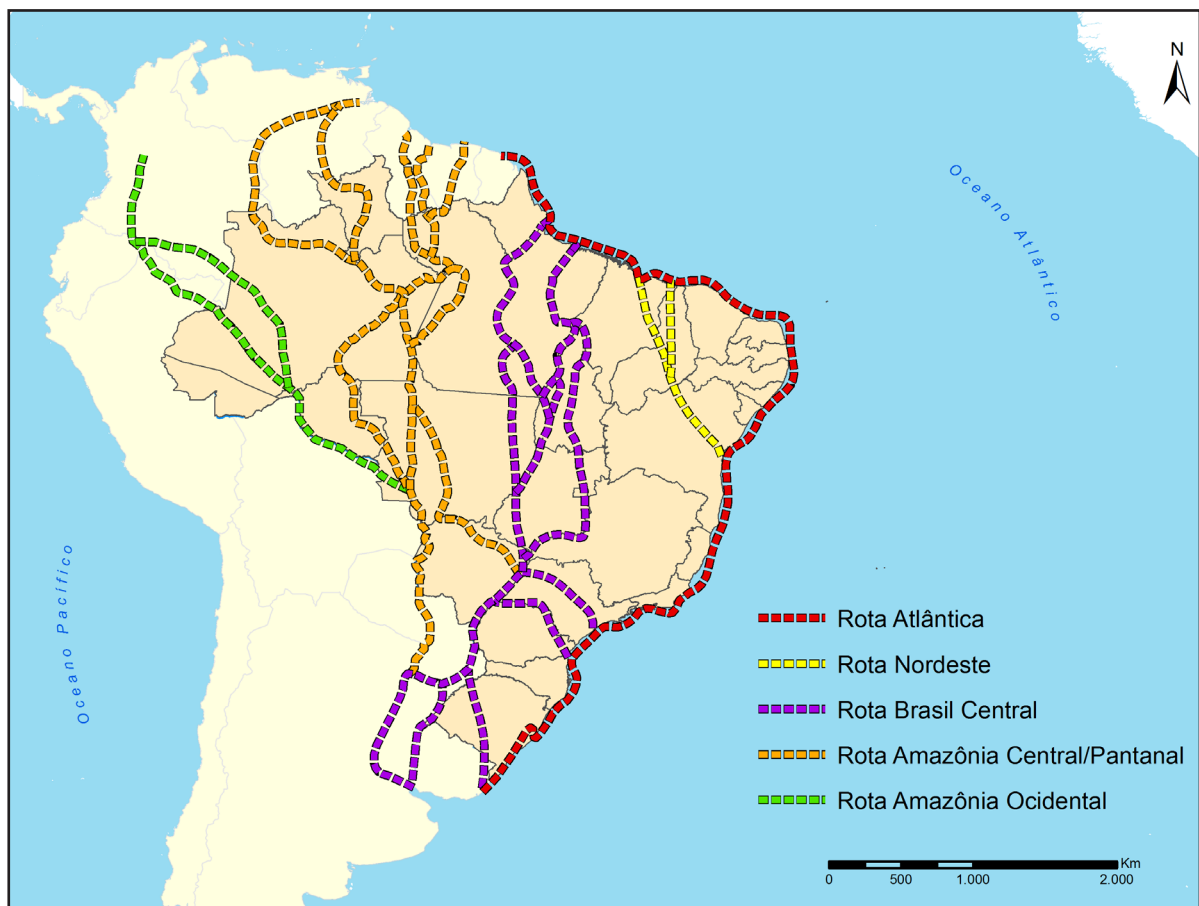 N
Oceano Atlântico
Oceano Pacífico
Rota Atlântica
Rota Nordeste
Rota Brasil Central
Rota Amazônia Central/Pantanal
Rota Amazônia Ocidental
Km
0 500 1.000 2.000